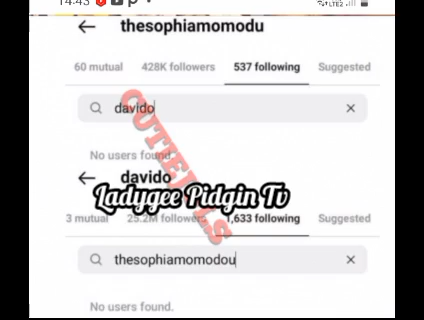 14:43
thesophiamomodu
60 mutual 428K followers 537 following Suggested
davido
No users found
davido
Ladygee Pidgin Tv
3 mutual 25.2M followers 1,633 following Suggested
thesophiamomodou
No users found.